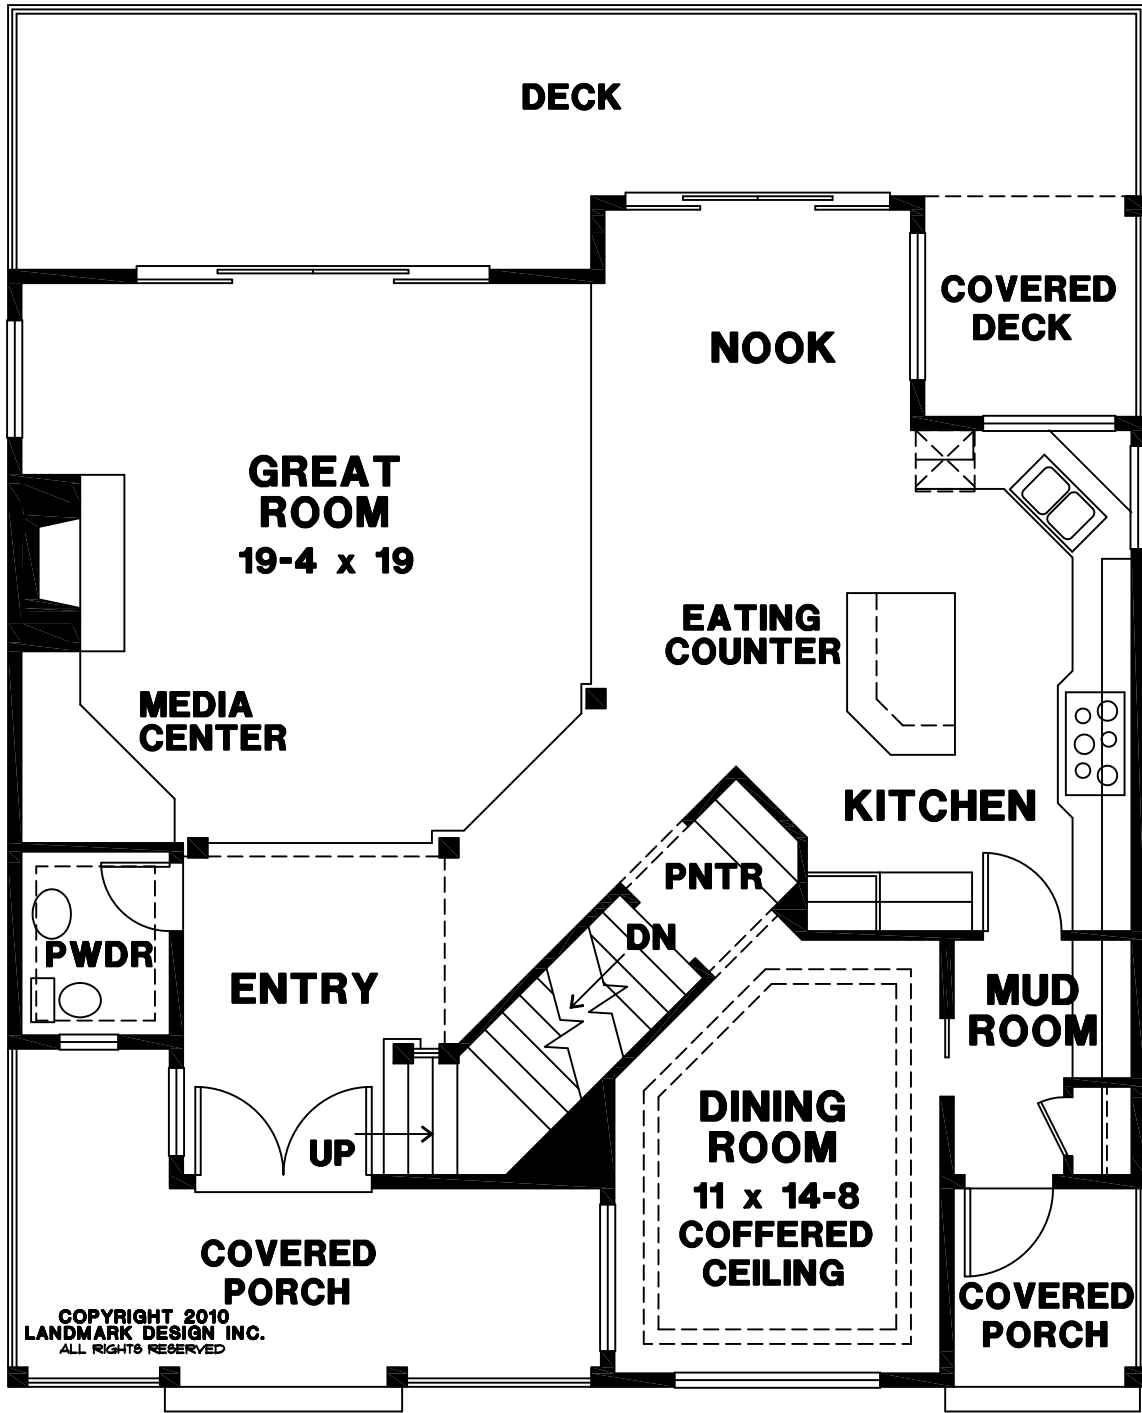 DECK
COVERED
DECK
NOOK
GREAT
ROOM
19-4 x 19
EATING
COUNTER
MEDIA
CENTER
KITCHEN
PNTR
DN
PWDR
ENTRY
MUD
ROOM
UP
DINING
ROOM
11 x 14-8
COFFERED
CEILING
COVERED
PORCH
COVERED
PORCH
COPYRIGHT 2010
LANDMARK DESIGN INC.
ALL RIGHTS RESERVED